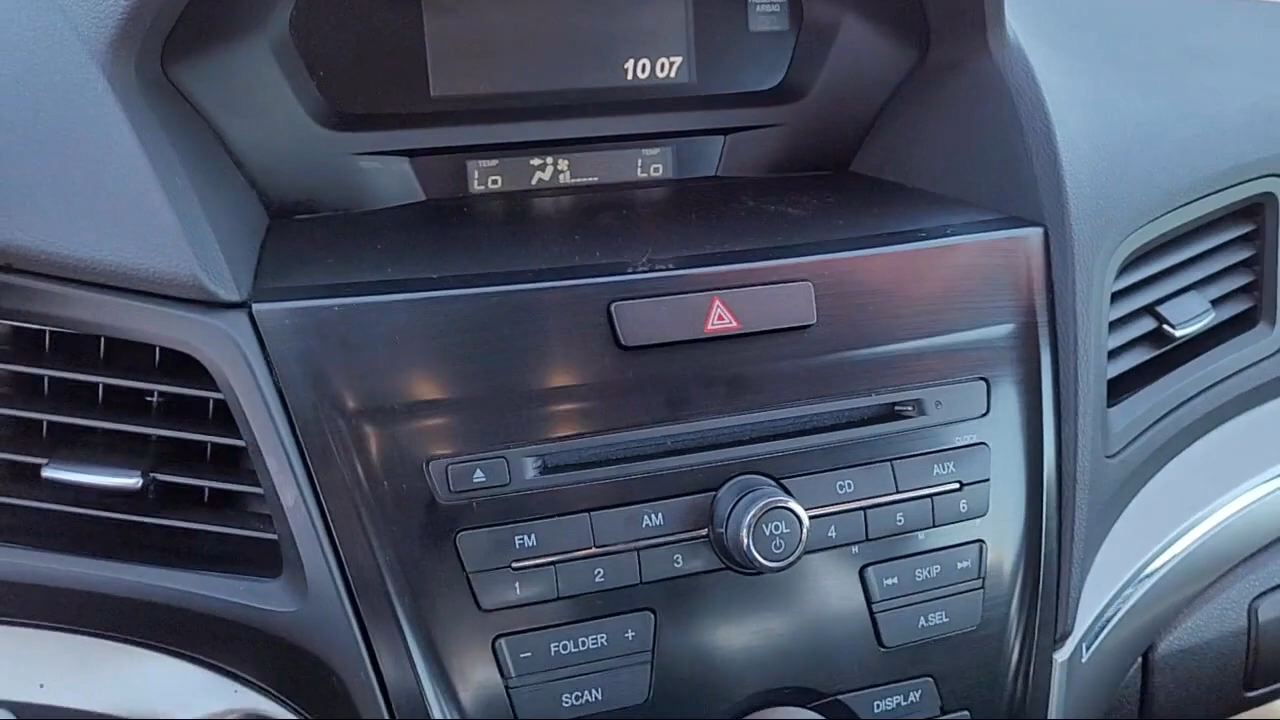 PASSENGER
AIRBAG
10 07
TEMP
Lo
TEMP
Lo
CLOCK
FM
AM
CD
AUX
VOL
1
2
3
4
5
6
H
M
SKIP
A.SEL
− FOLDER +
SCAN
DISPLAY